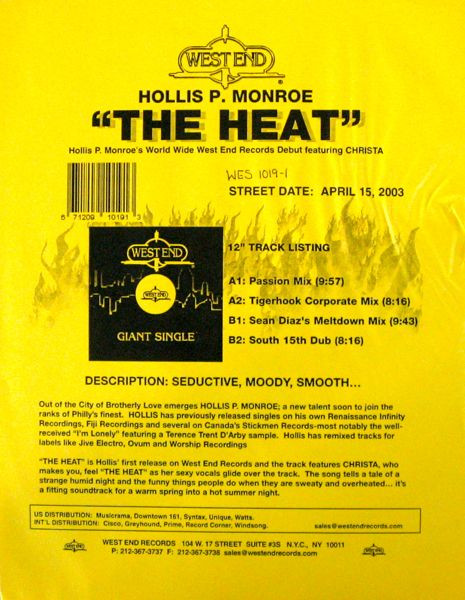 WEST END
®
HOLLIS P. MONROE
"THE HEAT"
Hollis P. Monroe's World Wide West End Records Debut featuring CHRISTA
WES 1019-1
STREET DATE: APRIL 15, 2003
6 71209 10191 3
12" TRACK LISTING
WEST END
WEST END
GIANT SINGLE
A1: Passion Mix (9:57)
A2: Tigerhook Corporate Mix (8:16)
B1: Sean Diaz's Meltdown Mix (9:43)
B2: South 15th Dub (8:16)
DESCRIPTION: SEDUCTIVE, MOODY, SMOOTH...
Out of the City of Brotherly Love emerges HOLLIS P. MONROE; a new talent soon to join the
ranks of Philly's finest. HOLLIS has previously released singles on his own Renaissance Infinity
Recordings, Fiji Recordings and several on Canada's Stickmen Records-most notably the well-
received "I'm Lonely" featuring a Terence Trent D'Arby sample. Hollis has remixed tracks for
labels like Jive Electro, Ovum and Worship Recordings
"THE HEAT" is Hollis' first release on West End Records and the track features CHRISTA, who
makes you, feel "THE HEAT" as her sexy vocals glide over the track. The song tells a tale of a
strange humid night and the funny things people do when they are sweaty and overheated... it's
a fitting soundtrack for a warm spring into a hot summer night.
US DISTRIBUTION: Musicrama, Downtown 161, Syntax, Unique, Watts.
INT'L DISTRIBUTION: Cisco, Greyhound, Prime, Record Corner, Windsong. sales@westendrecords.com
WEST END RECORDS 104 W. 17 STREET SUITE #3S N.Y.C., NY 10011
P: 212-367-3737 F: 212-367-3738 sales@westendrecords.com
WEST END
WEST END